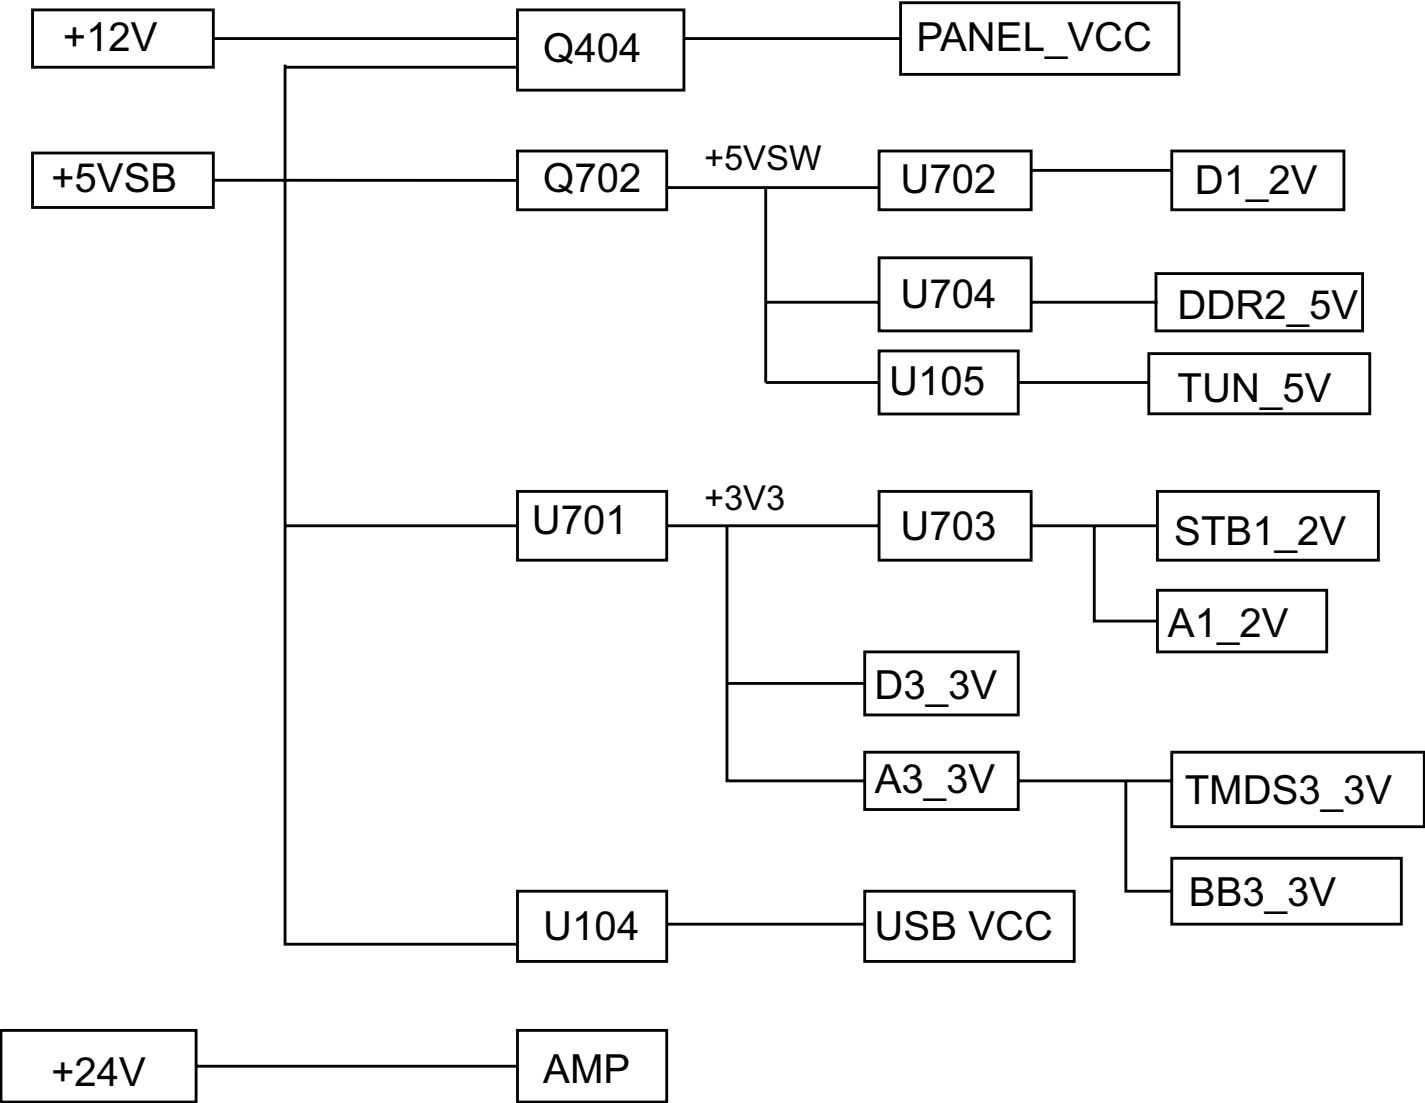 +12V
Q404
PANEL_VCC
+5VSB
Q702
+5VSW
U702
D1_2V
U704
DDR2_5V
U105
TUN_5V
U701
+3V3
U703
STB1_2V
A1_2V
D3_3V
A3_3V
TMDS3_3V
BB3_3V
U104
USB VCC
+24V
AMP